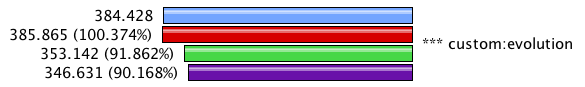 384.428
385.865 (100.374%)
353.142 (91.862%)
346.631 (90.168%)
*** custom:evolution